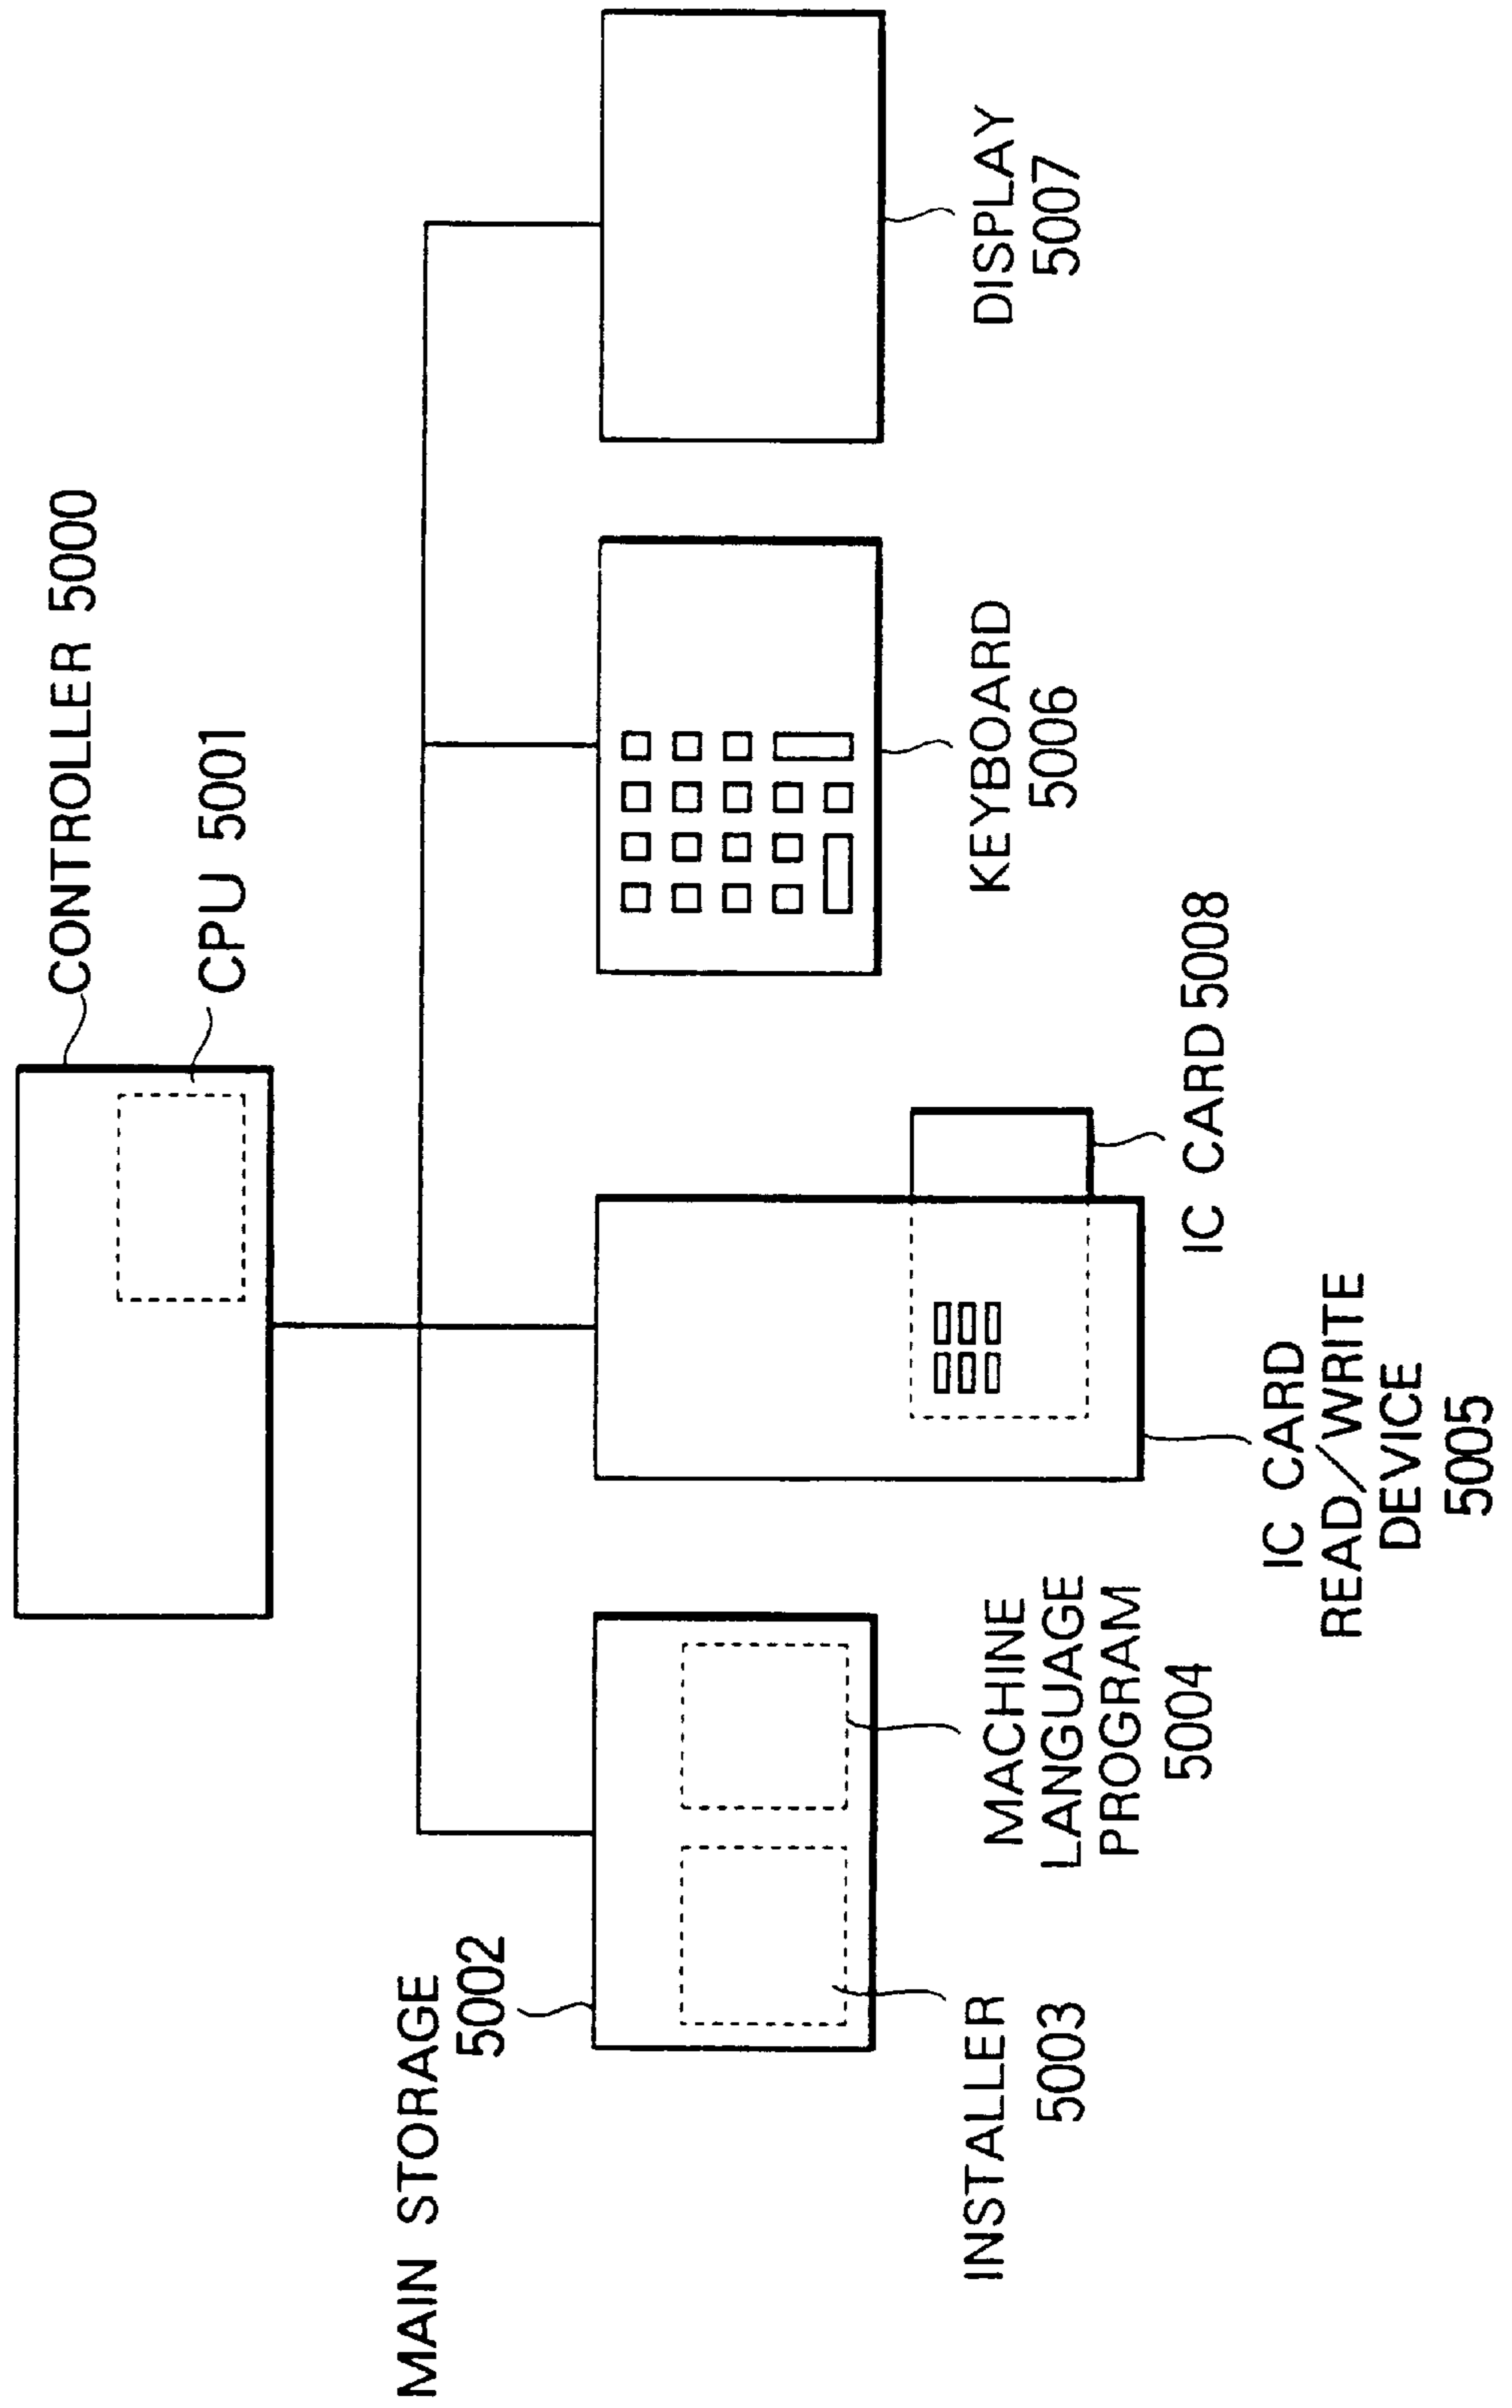 CONTROLLER 5000
CPU 5001
MAIN STORAGE
5002
INSTALLER
5003
MACHINE
LANGUAGE
PROGRAM
5004
IC CARD
READ/WRITE
DEVICE
5005
IC CARD 5008
KEYBOARD
5006
DISPLAY
5007